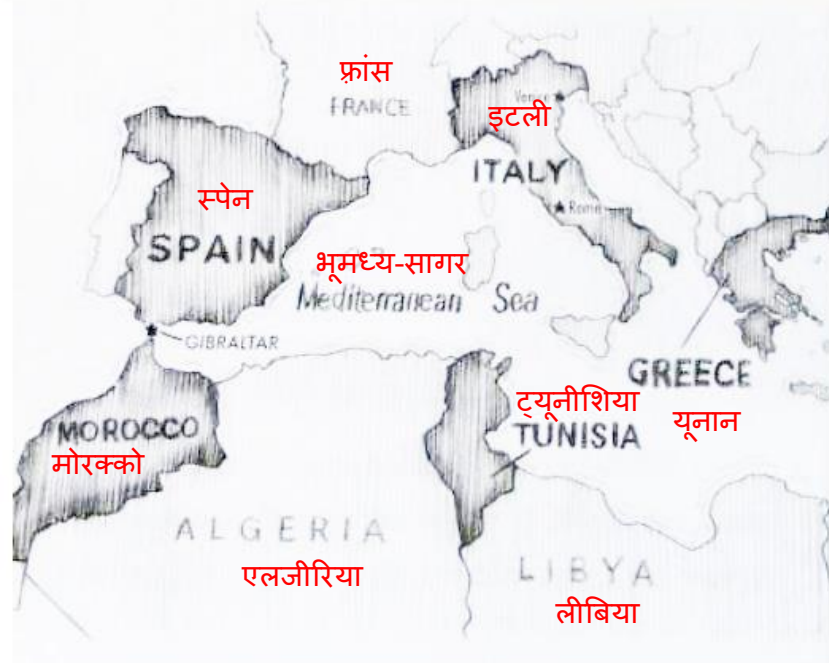 फ़्रांस
FRANCE
Venice
इटली
ITALY
स्पेन
Rome
SPAIN
भूमध्य-सागर
Mediterranean Sea
GIBRALTAR
GREECE
ट्यूनीशिया
यूनान
MOROCCO
TUNISIA
मोरक्को
ALGERIA
एलजीरिया
LIBYA
लीबिया